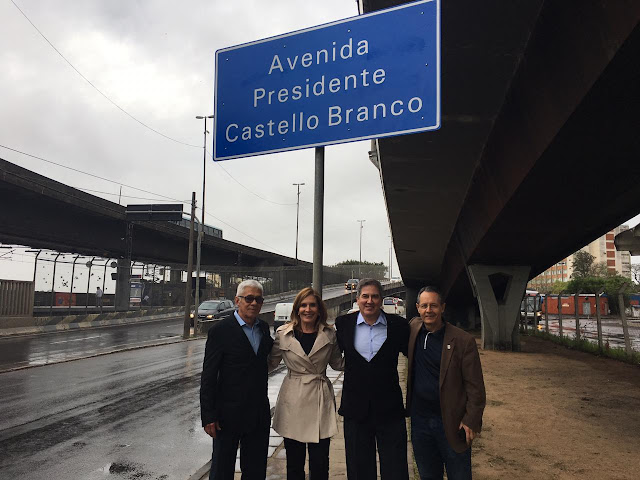 Avenida
Presidente
Castello Branco